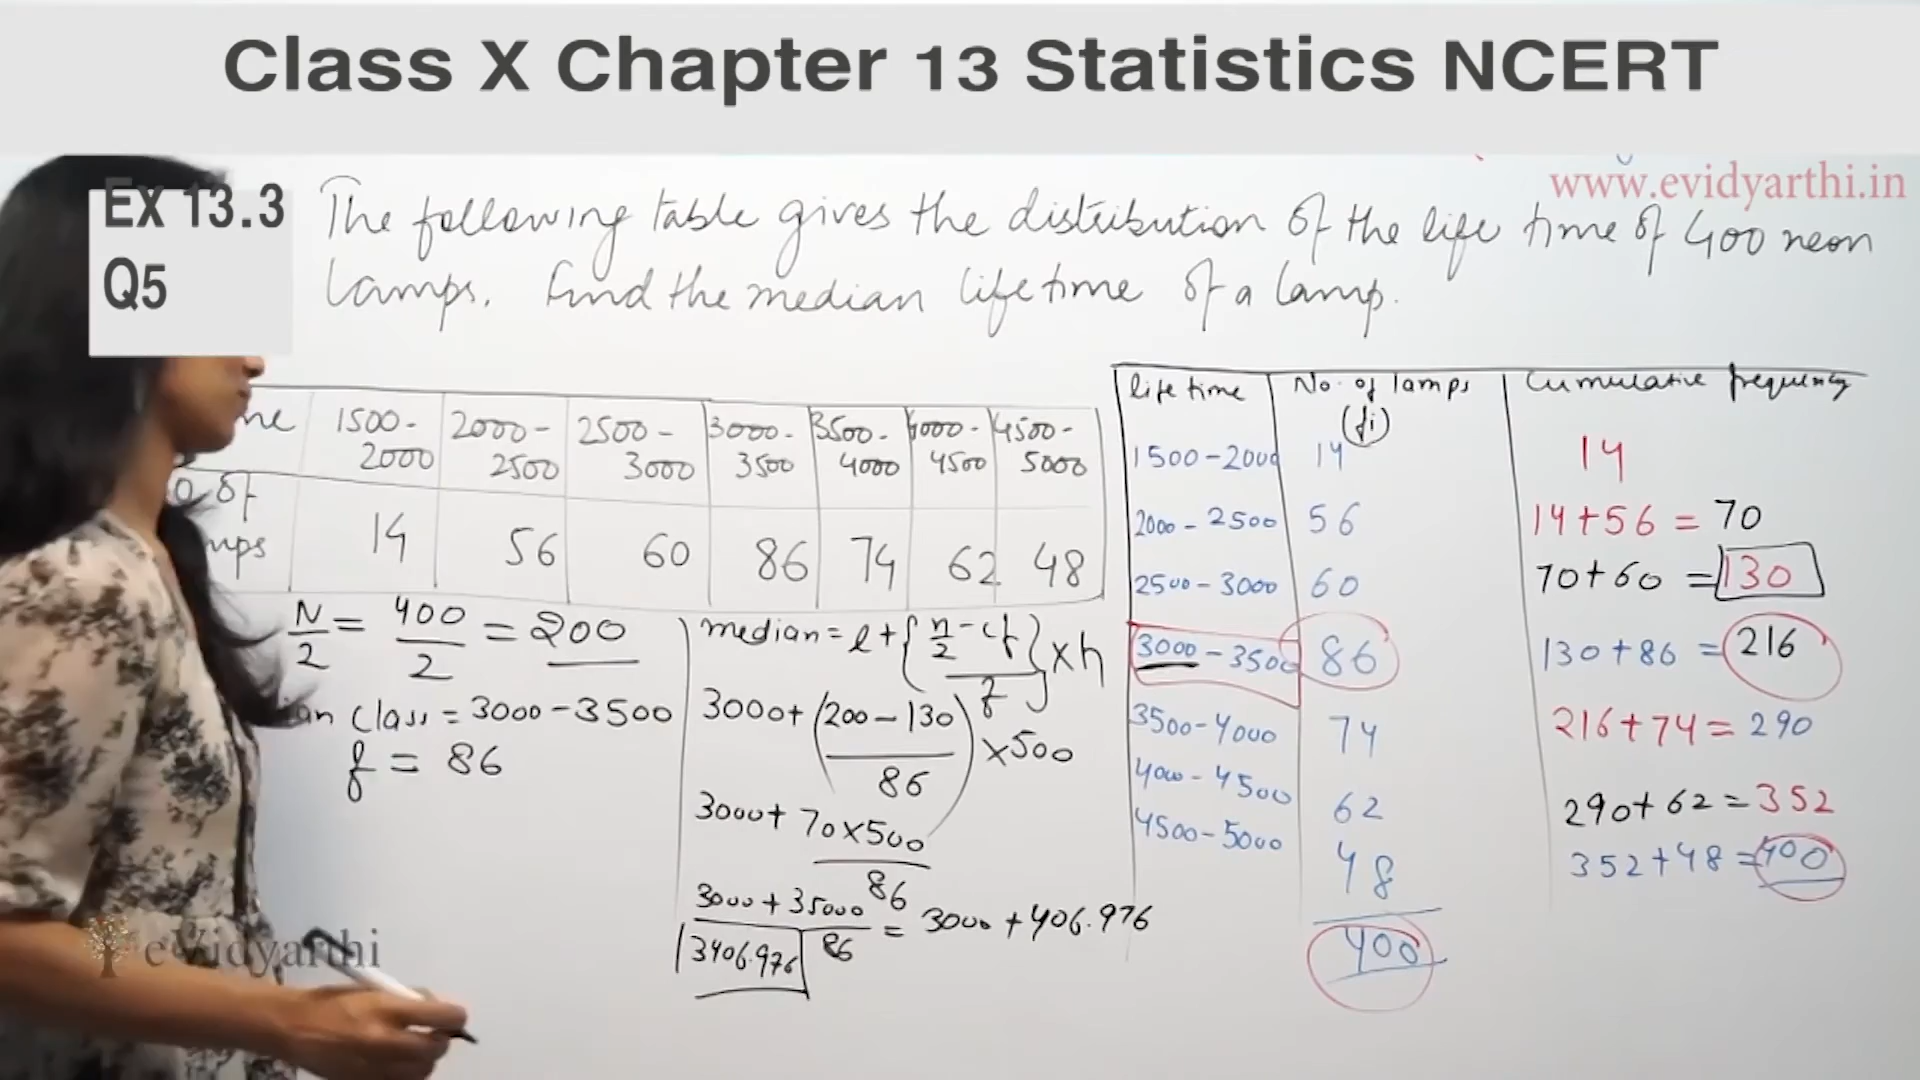 Class X Chapter 13 Statistics NCERT
www.evidyarthi.in
Ex 13.3
Q5
The following table gives the distribution of the life time of 400 neon
lamps. Find the median life time of a lamp.
1500-2000 2000-2500 2500-3000 3000-3500 3500-4000 4000-4500 4500-5000
14 56 60 86 74 62 48
N/2 = 400/2 = 200
Class = 3000-3500
f = 86
median = l + {n/2 - cf / f} × h
3000 + (200-130 / 86) × 500
3000 + 70×500 / 86
3000 + 35000 / 86 = 3000 + 406.976
3406.976
life time No. of lamps (fi) Cumulative frequency
1500-2000 14 14
2000-2500 56 14+56 = 70
2500-3000 60 70+60 = 130
3000-3500 86 130+86 = 216
3500-4000 74 216+74 = 290
4000-4500 62 290+62 = 352
4500-5000 48 352+48 = 400
400
eVidyarthi